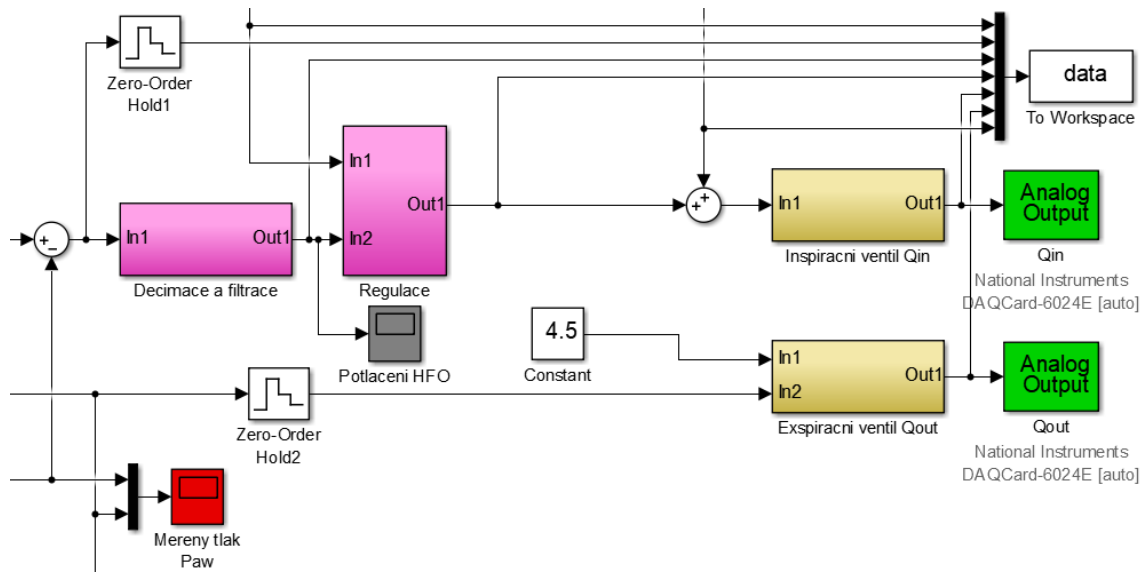 Zero-Order
Hold1
data
To Workspace
In1
Out1
In2
Regulace
In1
Out1
Decimace a filtrace
In1
Out1
Inspiracni ventil Qin
Analog
Output
Qin
National Instruments
DAQCard-6024E [auto]
Potlaceni HFO
4.5
Constant
In1
In2
Out1
Exspiracni ventil Qout
Analog
Output
Qout
National Instruments
DAQCard-6024E [auto]
Zero-Order
Hold2
Mereny tlak
Paw